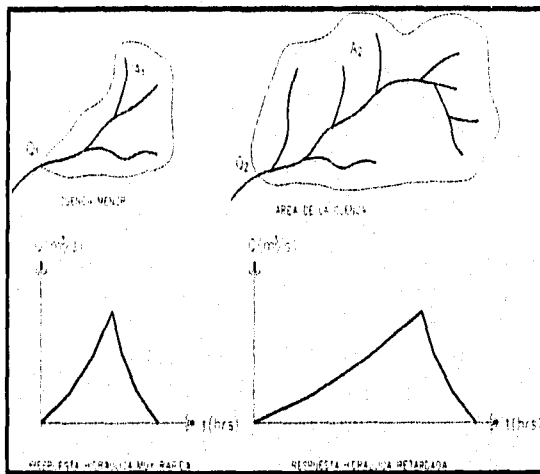 A₁
A₂
Q₁
Q₂
CUENCA MENOR
AREA DE LA CUENCA
Q(m³/s)
Q(m³/s)
t(hrs)
t(hrs)
RESPUESTA HIDRAULICA MUY RAPIDA
RESPUESTA HIDRAULICA RETARDADA